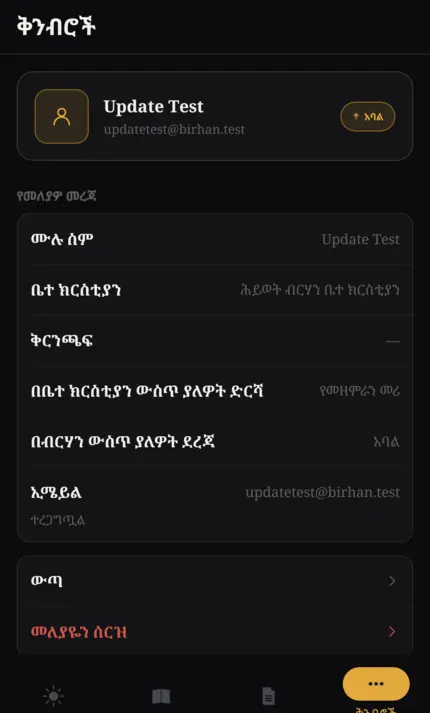 ቅንብሮች
Update Test
updatetest@birhan.test
አባል
የመለያዎ መረጃ
ሙሉ ስም
Update Test
ቤተ ክርስቲያን
ሕይወት ብርሃን ቤተ ክርስቲያን
ቅርንጫፍ
—
በቤተ ክርስቲያን ውስጥ ያለዎት ድርሻ
የመዘምራን መሪ
በብርሃን ውስጥ ያለዎት ደረጃ
አባል
ኢሜይል
updatetest@birhan.test
ተረጋግጧል
ውጣ
መለያዬን ሰርዝ
ቅንብሮች